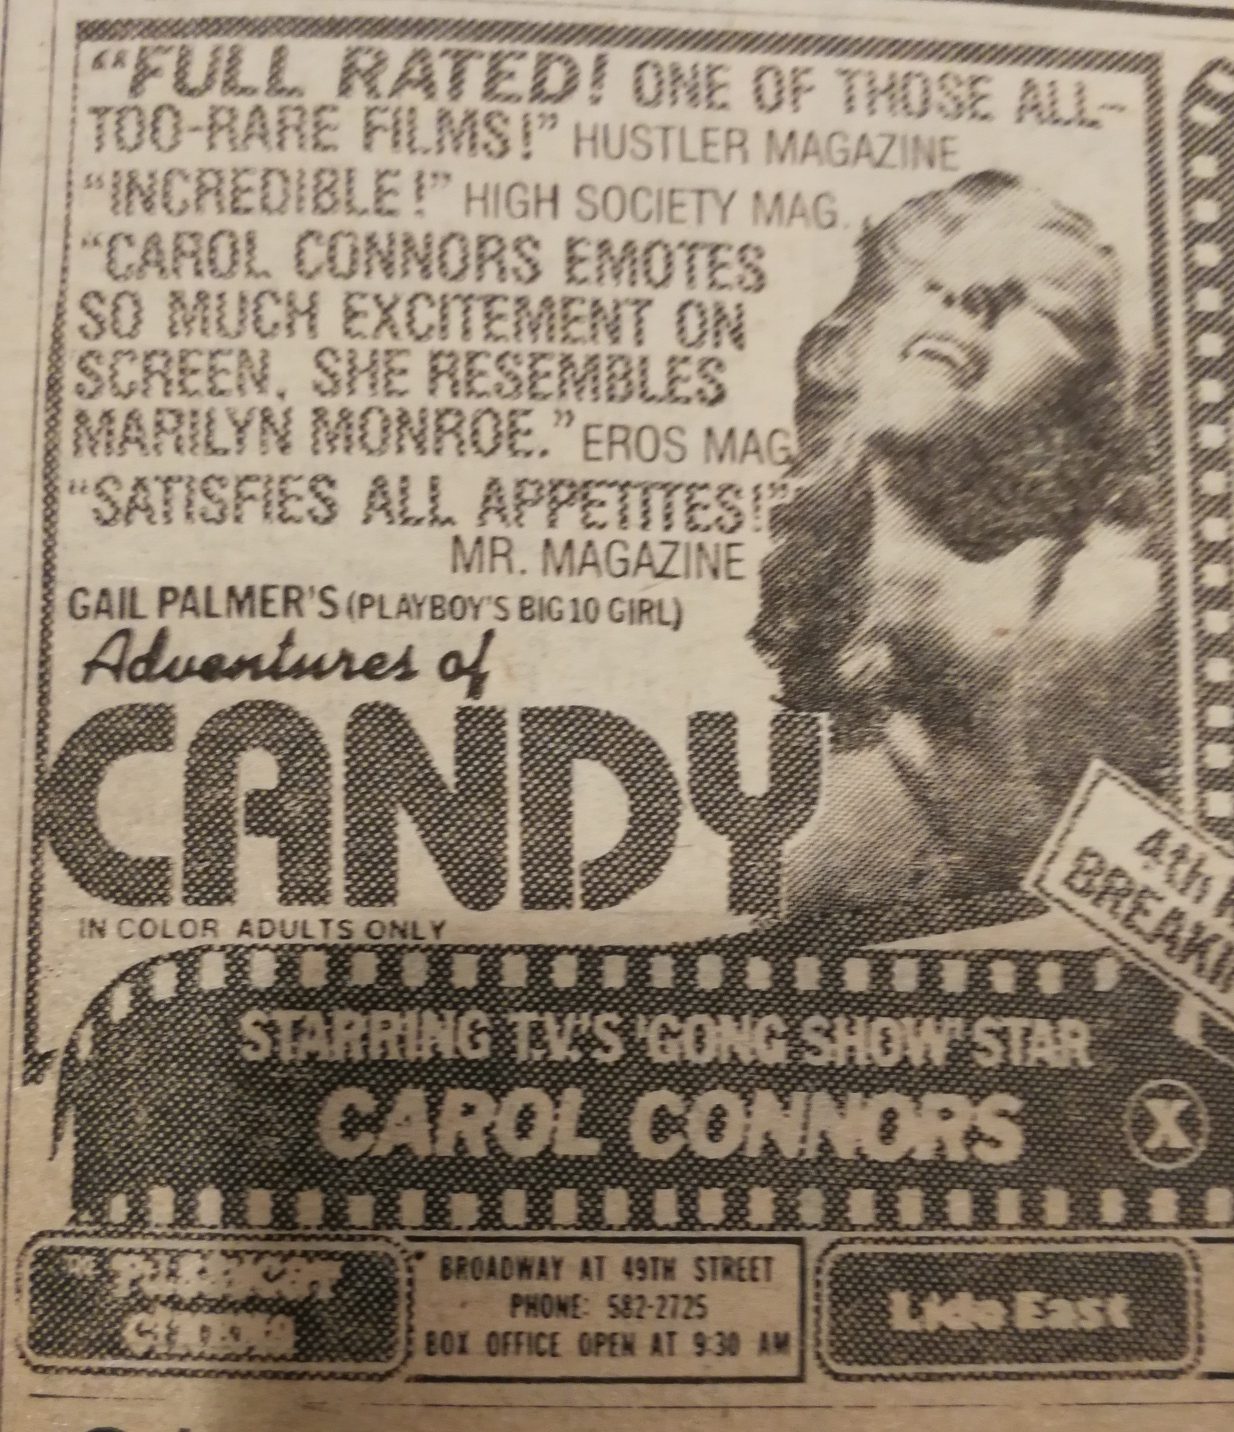 "FULL RATED! ONE OF THOSE ALL-
TOO-RARE FILMS!" HUSTLER MAGAZINE
"INCREDIBLE!" HIGH SOCIETY MAG.
"CAROL CONNORS EMOTES
SO MUCH EXCITEMENT ON
SCREEN, SHE RESEMBLES
MARILYN MONROE." EROS MAG
"SATISFIES ALL APPETITES!"
MR. MAGAZINE
GAIL PALMER'S (PLAYBOY'S BIG 10 GIRL)
Adventures of
CANDY
IN COLOR ADULTS ONLY
4th
STARRING T.V.'S 'GONG SHOW' STAR
CAROL CONNORS
X
BROADWAY AT 49TH STREET
PHONE: 582-2725
BOX OFFICE OPEN AT 9:30 AM
Lido East